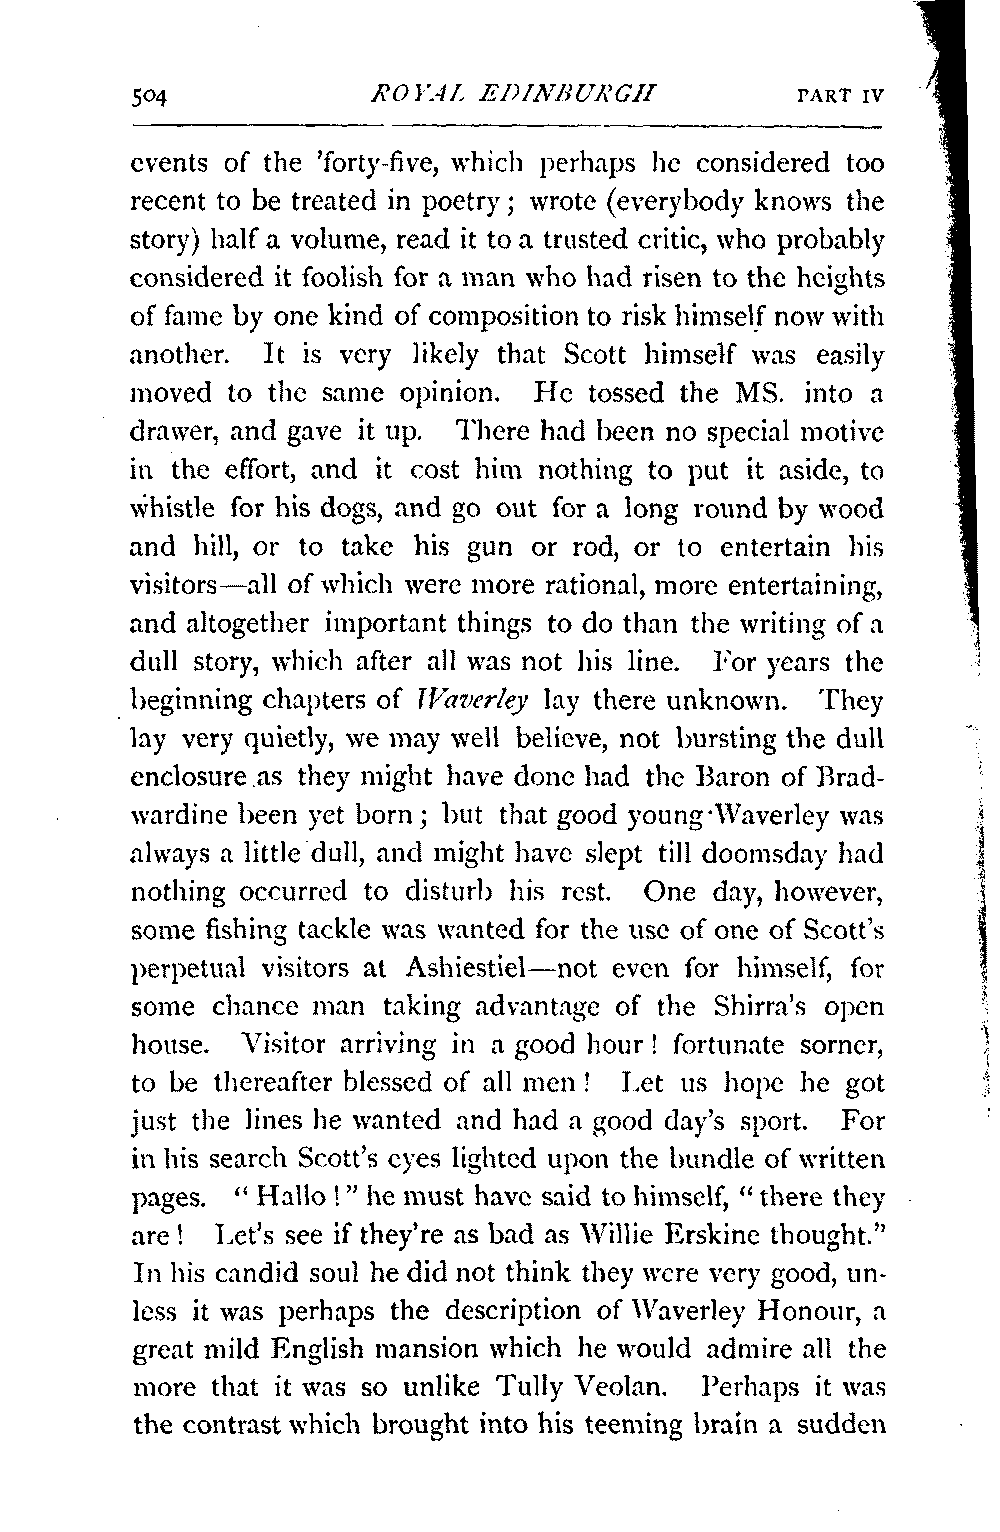 504 ROYAL EDINBURGH PART IV
events of the 'forty-five, which perhaps he considered too
recent to be treated in poetry; wrote (everybody knows the
story) half a volume, read it to a trusted critic, who probably
considered it foolish for a man who had risen to the heights
of fame by one kind of composition to risk himself now with
another. It is very likely that Scott himself was easily
moved to the same opinion. He tossed the MS. into a
drawer, and gave it up. There had been no special motive
in the effort, and it cost him nothing to put it aside, to
whistle for his dogs, and go out for a long round by wood
and hill, or to take his gun or rod, or to entertain his
visitors—all of which were more rational, more entertaining,
and altogether important things to do than the writing of a
dull story, which after all was not his line. For years the
beginning chapters of Waverley lay there unknown. They
lay very quietly, we may well believe, not bursting the dull
enclosure as they might have done had the Baron of Brad-
wardine been yet born; but that good young Waverley was
always a little dull, and might have slept till doomsday had
nothing occurred to disturb his rest. One day, however,
some fishing tackle was wanted for the use of one of Scott's
perpetual visitors at Ashiestiel—not even for himself, for
some chance man taking advantage of the Shirra's open
house. Visitor arriving in a good hour! fortunate sorner,
to be thereafter blessed of all men! Let us hope he got
just the lines he wanted and had a good day's sport. For
in his search Scott's eyes lighted upon the bundle of written
pages. "Hallo!" he must have said to himself, "there they
are! Let's see if they're as bad as Willie Erskine thought."
In his candid soul he did not think they were very good, un-
less it was perhaps the description of Waverley Honour, a
great mild English mansion which he would admire all the
more that it was so unlike Tully Veolan. Perhaps it was
the contrast which brought into his teeming brain a sudden